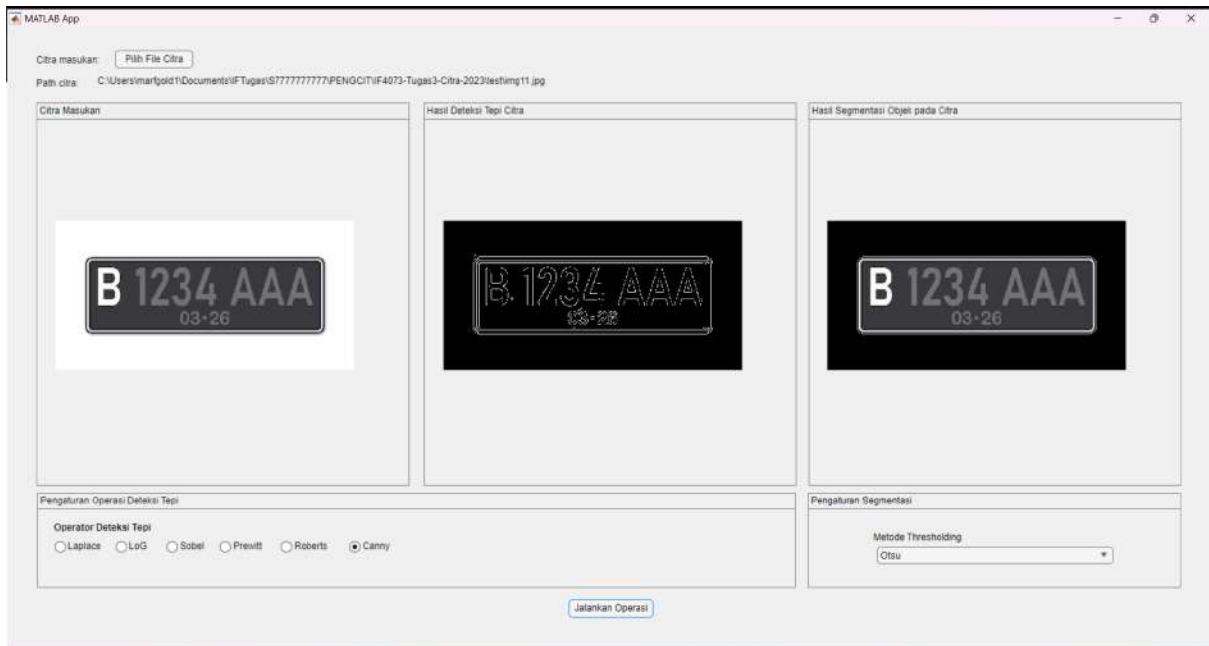 MATLAB App
Citra masukan: Pilih File Citra
Path citra: C:\Users\marfgold1\Documents\IFTugas\S7777777777\PENGCIT\IF4073-Tugas3-Citra-2023\test\img11.jpg
Citra Masukan
Hasil Deteksi Tepi Citra
Hasil Segmentasi Objek pada Citra
B 1234 AAA
03•26
B 1234 AAA
03•26
B 1234 AAA
03•26
Pengaturan Operasi Deteksi Tepi
Pengaturan Segmentasi
Operator Deteksi Tepi
Laplace LoG Sobel Prewitt Roberts Canny
Metode Thresholding
Otsu
Jalankan Operasi